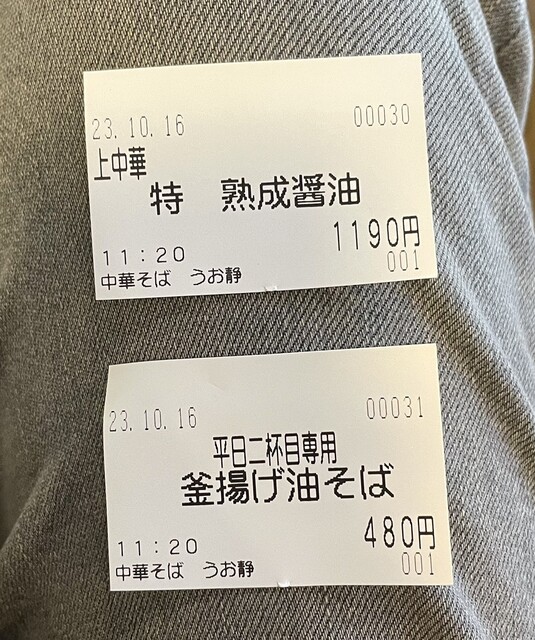 23.10.16 00030
上中華
特 熟成醤油
1190円
11:20 001
中華そば うお静
23.10.16 00031
平日二杯目専用
釜揚げ油そば
480円
11:20 001
中華そば うお静